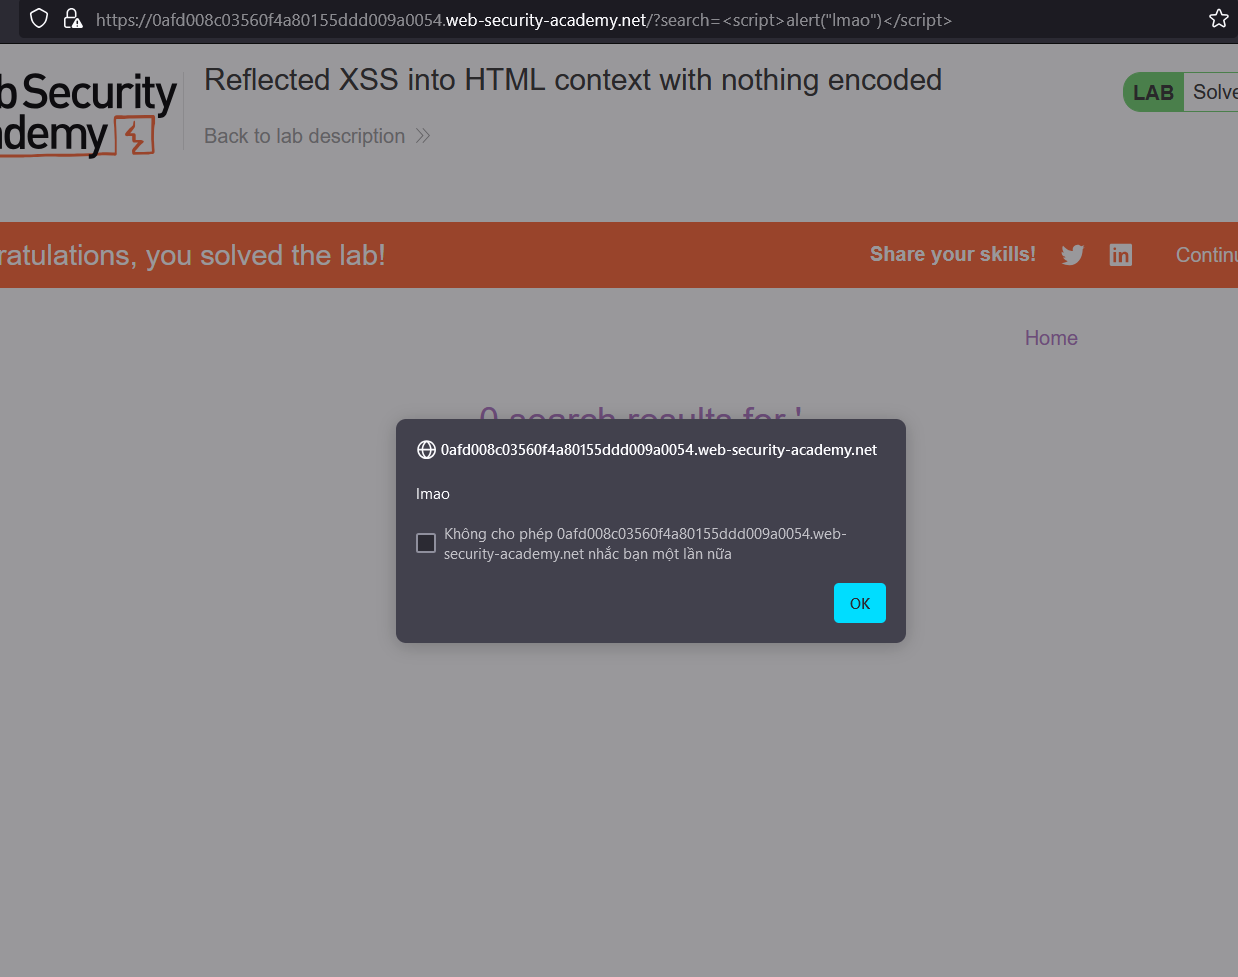 https://0afd008c03560f4a80155ddd009a0054.web-security-academy.net/?search=<script>alert("lmao")</script>
b Security
ademy
Reflected XSS into HTML context with nothing encoded
Back to lab description
LAB Solve
ratulations, you solved the lab!
Share your skills!
Continu
Home
0 search results for '
0afd008c03560f4a80155ddd009a0054.web-security-academy.net
lmao
Không cho phép 0afd008c03560f4a80155ddd009a0054.web-
security-academy.net nhắc bạn một lần nữa
OK